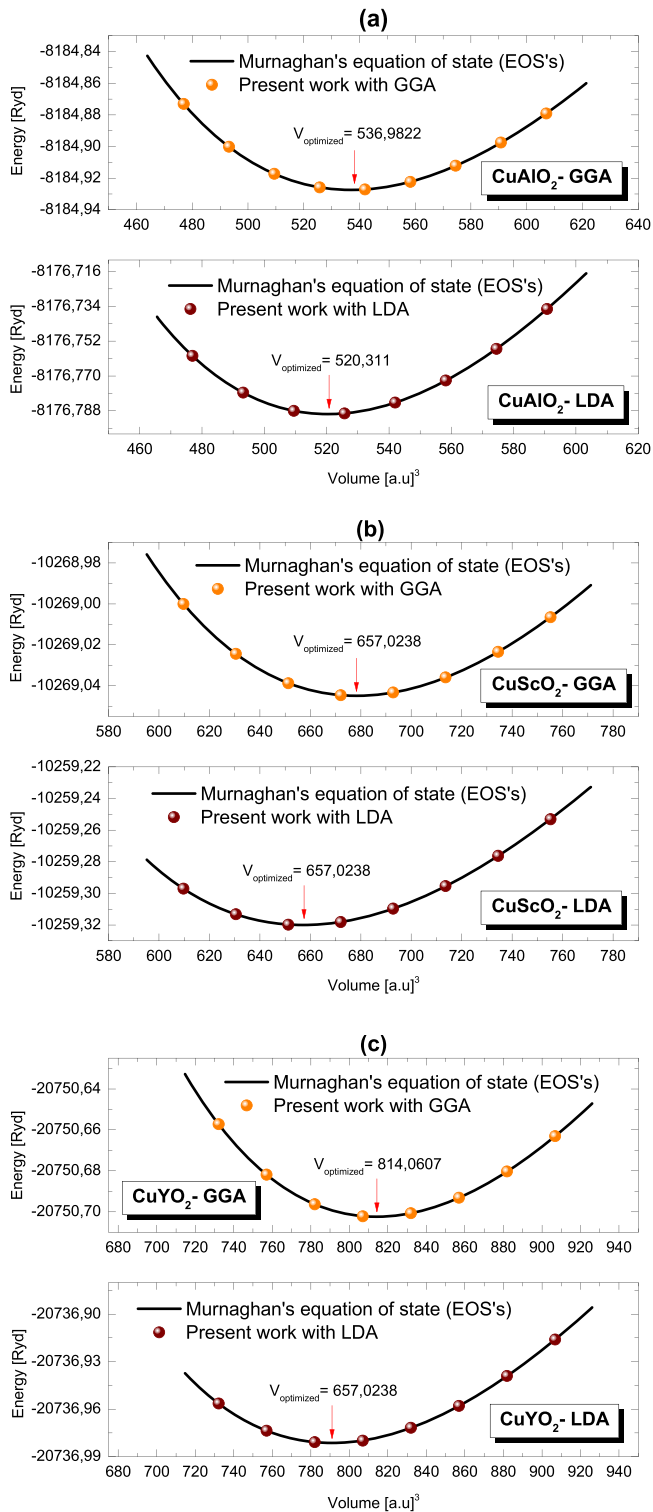 (a)
Energy [Ryd]
-8184,84
-8184,86
-8184,88
-8184,90
-8184,92
-8184,94
Murnaghan's equation of state (EOS's)
Present work with GGA
V_optimized = 536,9822
CuAlO₂- GGA
460 480 500 520 540 560 580 600 620 640
Energy [Ryd]
-8176,716
-8176,734
-8176,752
-8176,770
-8176,788
Murnaghan's equation of state (EOS's)
Present work with LDA
V_optimized = 520,311
CuAlO₂- LDA
460 480 500 520 540 560 580 600 620
Volume [a.u]³
(b)
Energy [Ryd]
-10268,98
-10269,00
-10269,02
-10269,04
Murnaghan's equation of state (EOS's)
Present work with GGA
V_optimized = 657,0238
CuScO₂- GGA
580 600 620 640 660 680 700 720 740 760 780
Energy [Ryd]
-10259,22
-10259,24
-10259,26
-10259,28
-10259,30
-10259,32
Murnaghan's equation of state (EOS's)
Present work with LDA
V_optimized = 657,0238
CuScO₂- LDA
580 600 620 640 660 680 700 720 740 760 780
Volume [a.u]³
(c)
Energy [Ryd]
-20750,64
-20750,66
-20750,68
-20750,70
Murnaghan's equation of state (EOS's)
Present work with GGA
V_optimized = 814,0607
CuYO₂- GGA
680 700 720 740 760 780 800 820 840 860 880 900 920 940
Energy [Ryd]
-20736,90
-20736,93
-20736,96
-20736,99
Murnaghan's equation of state (EOS's)
Present work with LDA
V_optimized = 657,0238
CuYO₂- LDA
680 700 720 740 760 780 800 820 840 860 880 900 920 940
Volume [a.u]³